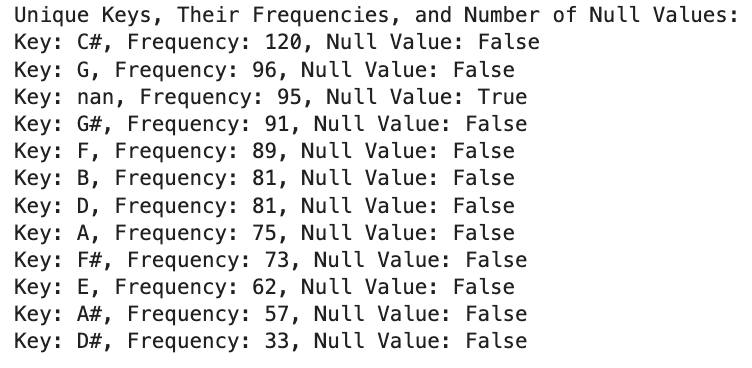 Unique Keys, Their Frequencies, and Number of Null Values:
Key: C#, Frequency: 120, Null Value: False
Key: G, Frequency: 96, Null Value: False
Key: nan, Frequency: 95, Null Value: True
Key: G#, Frequency: 91, Null Value: False
Key: F, Frequency: 89, Null Value: False
Key: B, Frequency: 81, Null Value: False
Key: D, Frequency: 81, Null Value: False
Key: A, Frequency: 75, Null Value: False
Key: F#, Frequency: 73, Null Value: False
Key: E, Frequency: 62, Null Value: False
Key: A#, Frequency: 57, Null Value: False
Key: D#, Frequency: 33, Null Value: False